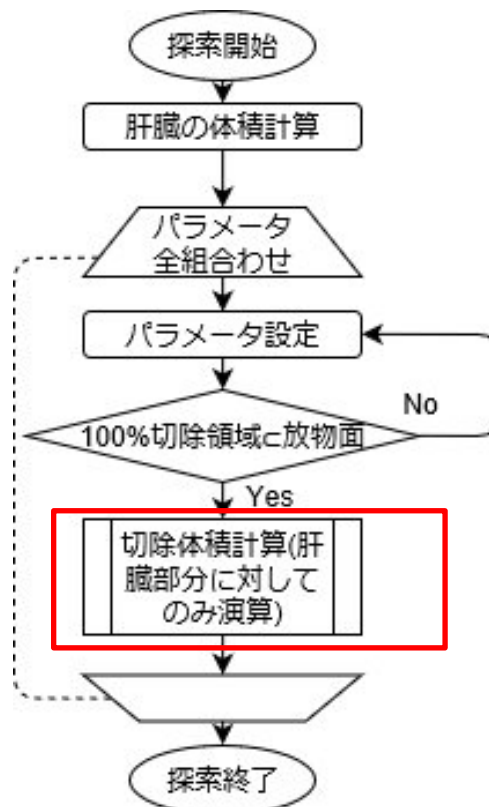 探索開始
肝臓の体積計算
パラメータ
全組合わせ
パラメータ設定
100%切除領域⊂放物面
No
Yes
切除体積計算(肝
臓部分に対して
のみ演算)
探索終了